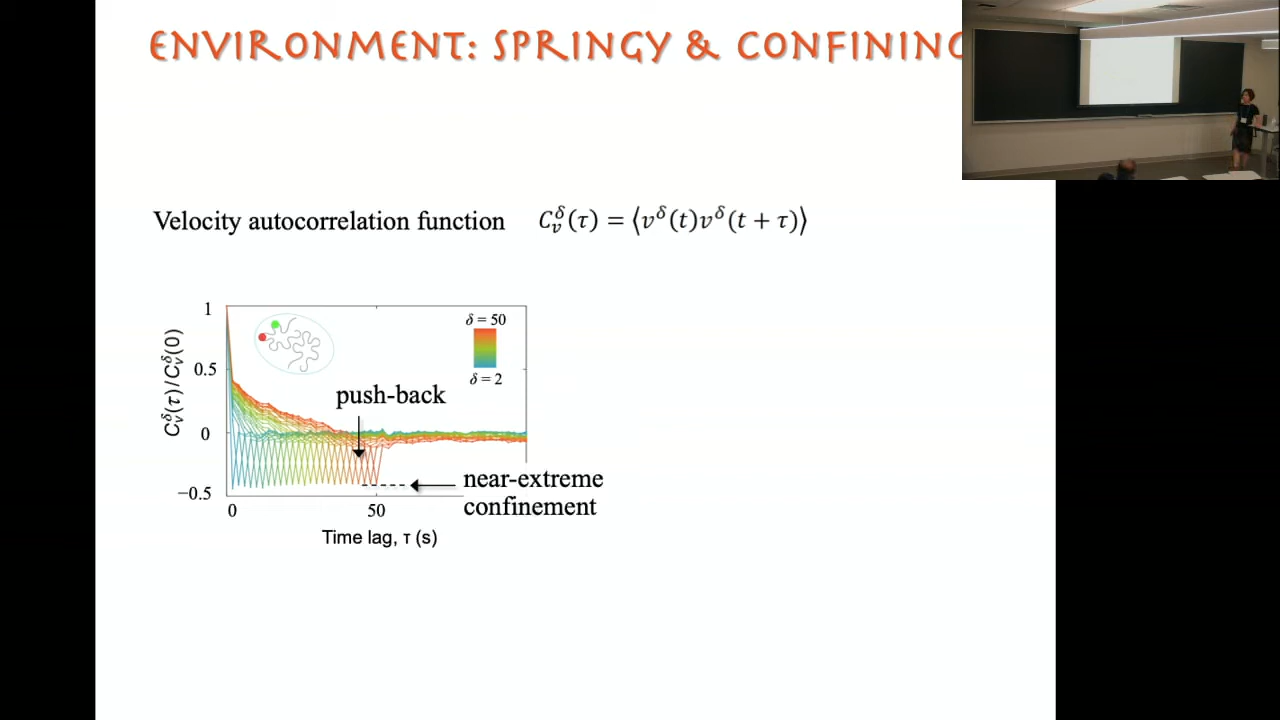 ENVIRONMENT: SPRINGY & CONFINING
Velocity autocorrelation function C_v^δ(τ) = ⟨v^δ(t)v^δ(t + τ)⟩
C_v^δ(τ)/C_v^δ(0)
1
0.5
0
−0.5
0
50
Time lag, τ (s)
δ = 50
δ = 2
push-back
near-extreme
confinement